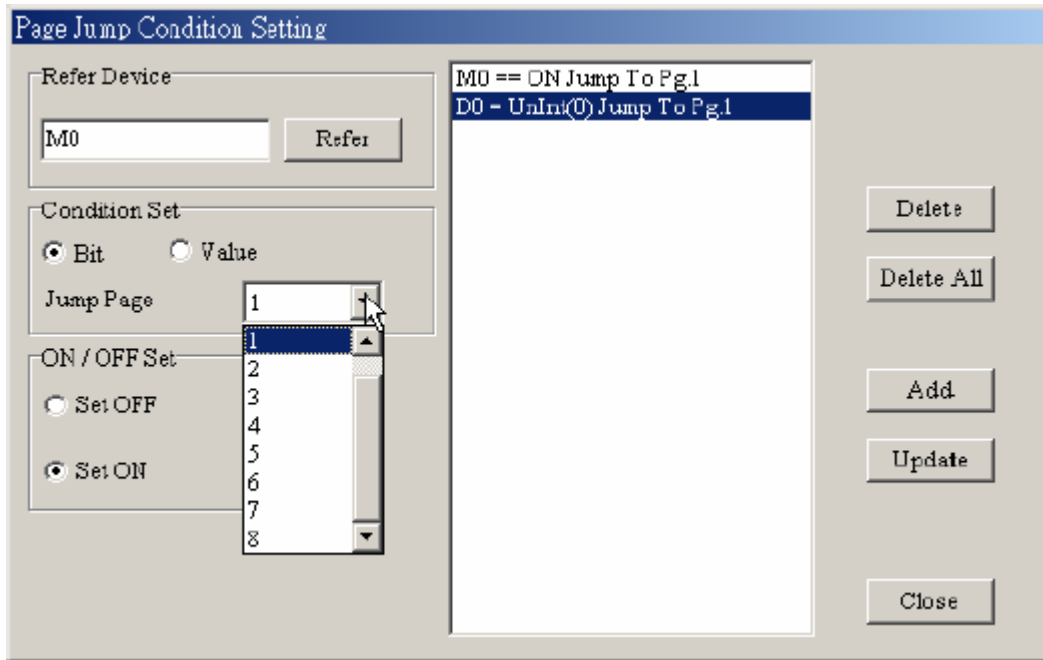 Page Jump Condition Setting
Refer Device
M0
Refer
Condition Set
Bit
Value
Jump Page
1
1
2
3
4
5
6
7
8
ON / OFF Set
Set OFF
Set ON
M0 == ON Jump To Pg.1
D0 = UnInt(0) Jump To Pg.1
Delete
Delete All
Add
Update
Close